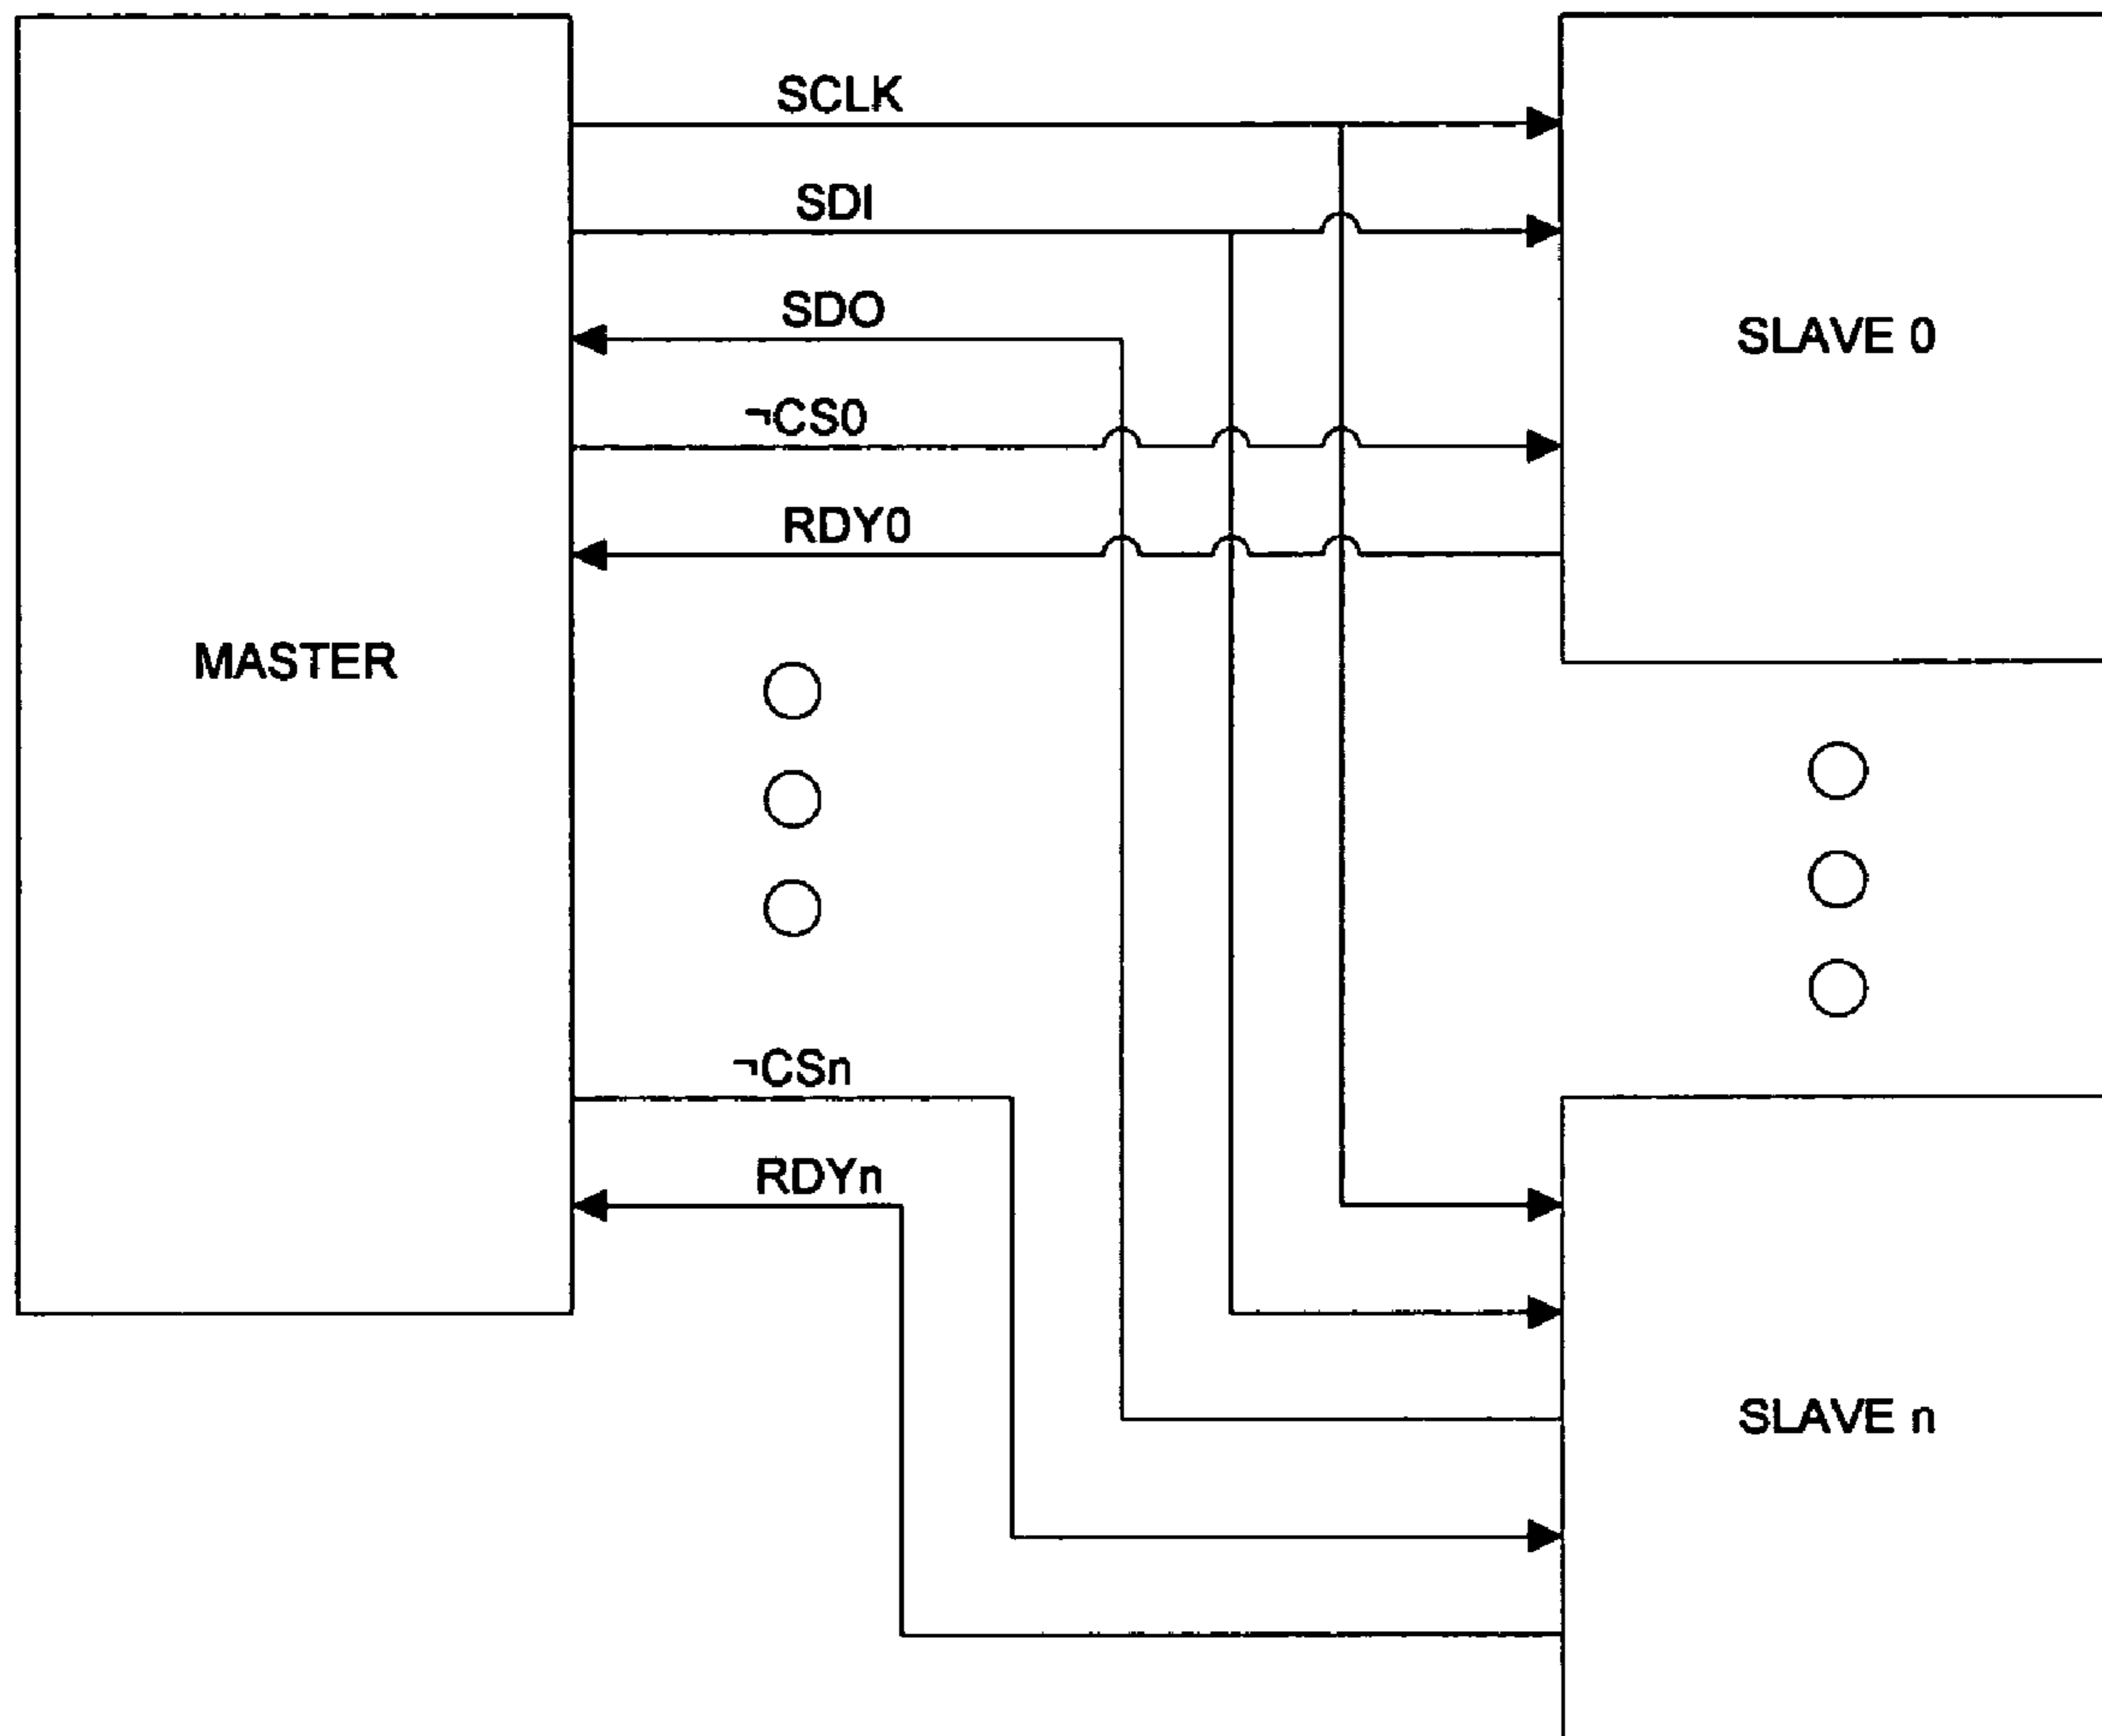 SCLK
SDI
SDO
¬CS0
RDY0
SLAVE 0
MASTER
¬CSn
RDYn
SLAVE n